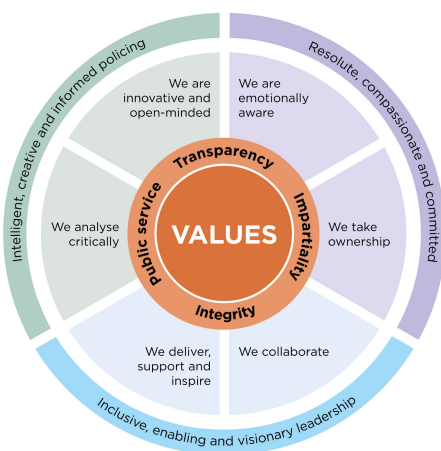 Intelligent, creative and informed policing
Resolute, compassionate and committed
Inclusive, enabling and visionary leadership
We are
innovative and
open-minded
We are
emotionally
aware
We analyse
critically
We take
ownership
We deliver,
support and
inspire
We collaborate
Transparency
Impartiality
Integrity
Public service
VALUES